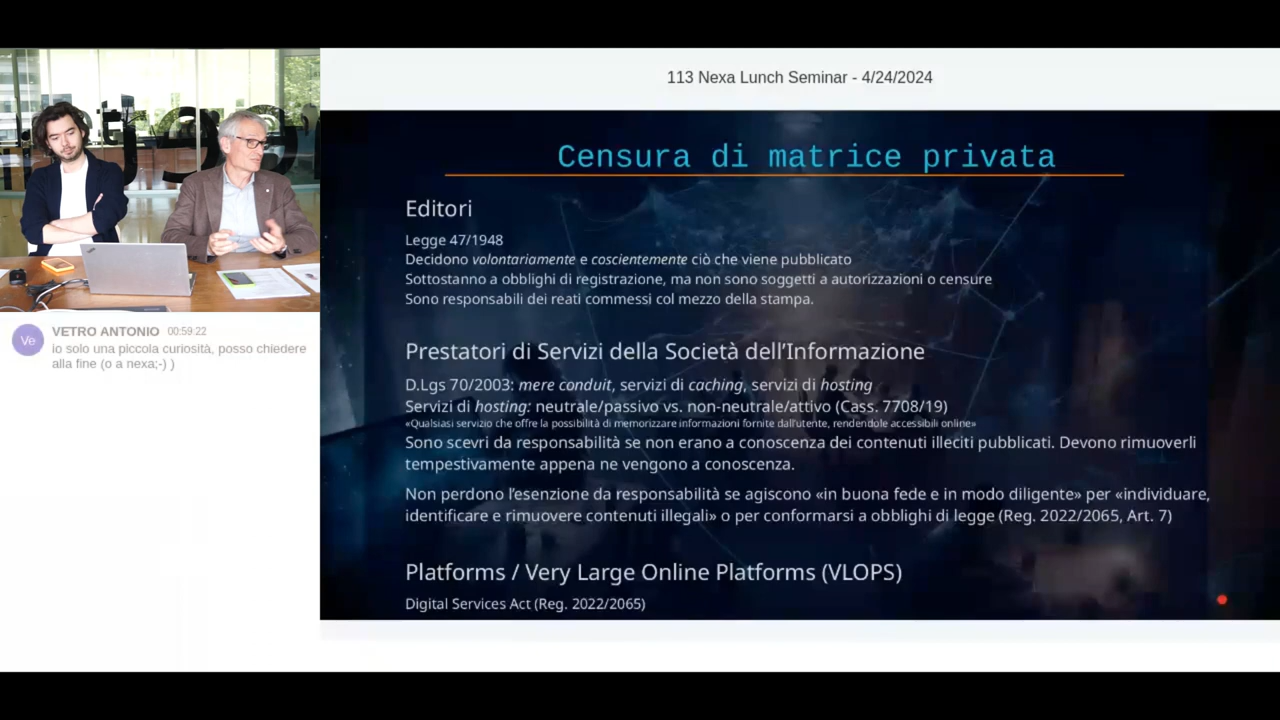 113 Nexa Lunch Seminar - 4/24/2024
Censura di matrice privata
Editori
Legge 47/1948
Decidono volontariamente e coscientemente ciò che viene pubblicato
Sottostanno a obblighi di registrazione, ma non sono soggetti a autorizzazioni o censure
Sono responsabili dei reati commessi col mezzo della stampa.
Prestatori di Servizi della Società dell’Informazione
D.Lgs 70/2003: mere conduit, servizi di caching, servizi di hosting
Servizi di hosting: neutrale/passivo vs. non-neutrale/attivo (Cass. 7708/19)
«Qualsiasi servizio che offre la possibilità di memorizzare informazioni fornite dall’utente, rendendole accessibili online»
Sono scevri da responsabilità se non erano a conoscenza dei contenuti illeciti pubblicati. Devono rimuoverli
tempestivamente appena ne vengono a conoscenza.
Non perdono l’esenzione da responsabilità se agiscono «in buona fede e in modo diligente» per «individuare,
identificare e rimuovere contenuti illegali» o per conformarsi a obblighi di legge (Reg. 2022/2065, Art. 7)
Platforms / Very Large Online Platforms (VLOPS)
Digital Services Act (Reg. 2022/2065)
Ve
VETRO ANTONIO 00:59:22
io solo una piccola curiosità, posso chiedere
alla fine (o a nexa;-) )